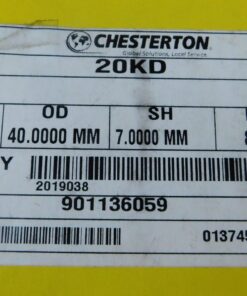 CHESTERTON
Global Solutions, Local Service
20KD
OD SH
40.0000 MM 7.0000 MM
Y
2019038
901136059
013745